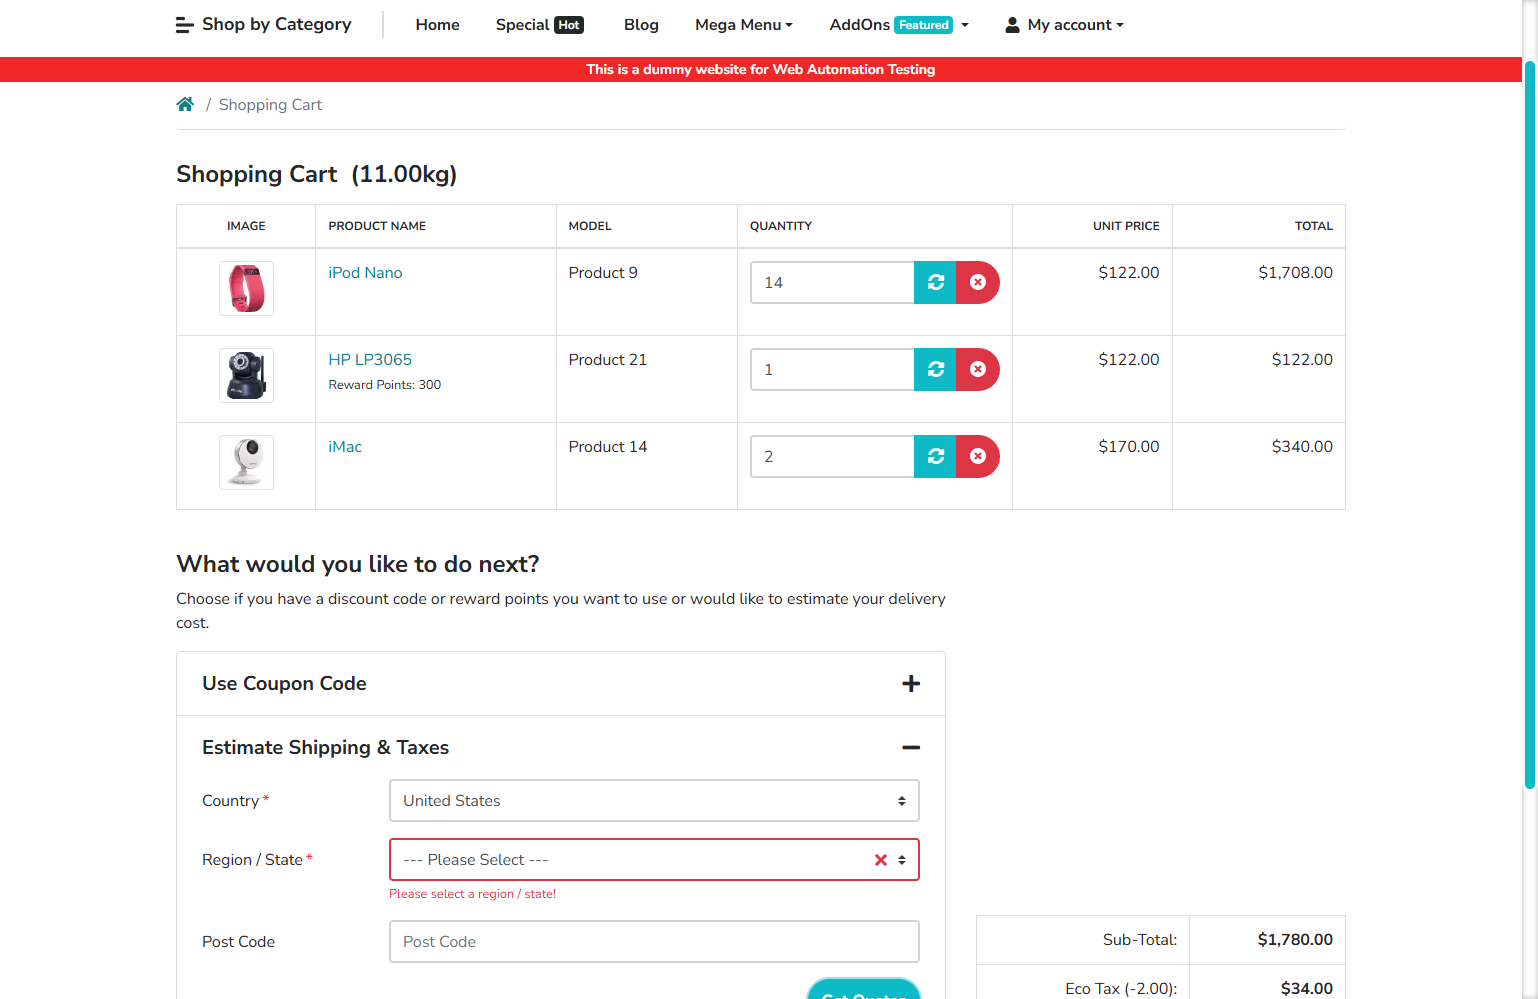 Shop by Category
Home
Special Hot
Blog
Mega Menu
AddOns Featured
My account
This is a dummy website for Web Automation Testing
/ Shopping Cart
Shopping Cart (11.00kg)
IMAGE PRODUCT NAME MODEL QUANTITY UNIT PRICE TOTAL
iPod Nano Product 9 14 $122.00 $1,708.00
HP LP3065 Product 21 1 $122.00 $122.00
Reward Points: 300
iMac Product 14 2 $170.00 $340.00
What would you like to do next?
Choose if you have a discount code or reward points you want to use or would like to estimate your delivery
cost.
Use Coupon Code
Estimate Shipping & Taxes
Country * United States
Region / State * --- Please Select ---
Please select a region / state!
Post Code Post Code
Get Quotes
Sub-Total: $1,780.00
Eco Tax (-2.00): $34.00